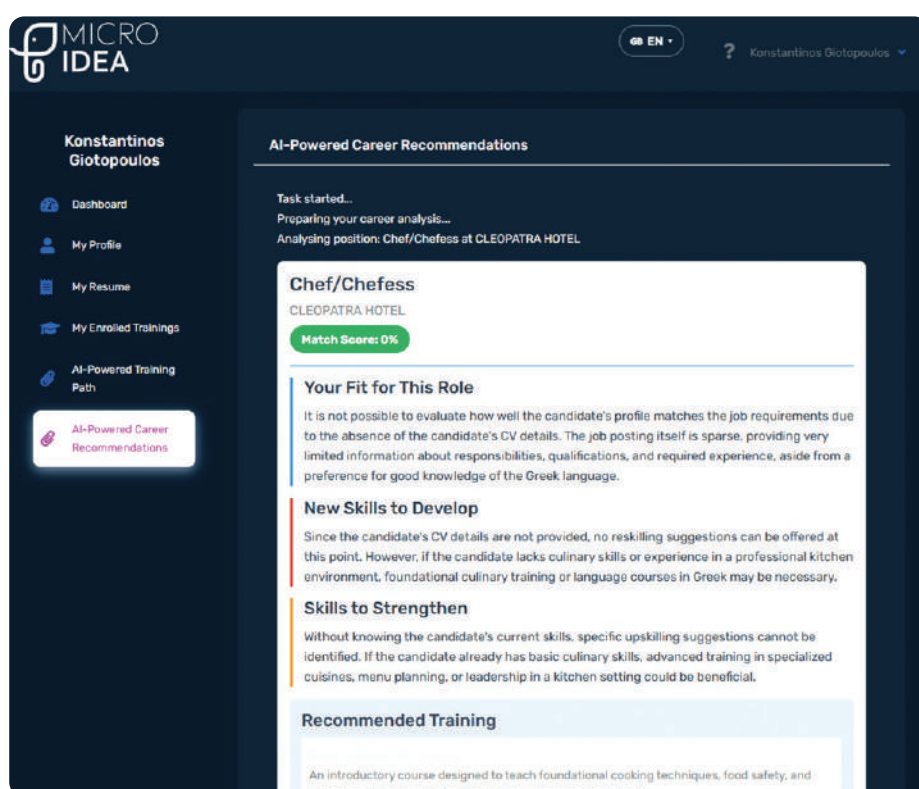 MICRO
IDEA
GB EN
? Konstantinos Giotopoulos
Konstantinos
Giotopoulos
Dashboard
My Profile
My Resume
My Enrolled Trainings
AI-Powered Training
Path
AI-Powered Career
Recommendations
AI-Powered Career Recommendations
Task started...
Preparing your career analysis...
Analysing position: Chef/Chefess at CLEOPATRA HOTEL
Chef/Chefess
CLEOPATRA HOTEL
Match Score: 0%
Your Fit for This Role
It is not possible to evaluate how well the candidate's profile matches the job requirements due
to the absence of the candidate's CV details. The job posting itself is sparse, providing very
limited information about responsibilities, qualifications, and required experience, aside from a
preference for good knowledge of the Greek language.
New Skills to Develop
Since the candidate's CV details are not provided, no reskilling suggestions can be offered at
this point. However, if the candidate lacks culinary skills or experience in a professional kitchen
environment, foundational culinary training or language courses in Greek may be necessary.
Skills to Strengthen
Without knowing the candidate's current skills, specific upskilling suggestions cannot be
identified. If the candidate already has basic culinary skills, advanced training in specialized
cuisines, menu planning, or leadership in a kitchen setting could be beneficial.
Recommended Training
An introductory course designed to teach foundational cooking techniques, food safety, and